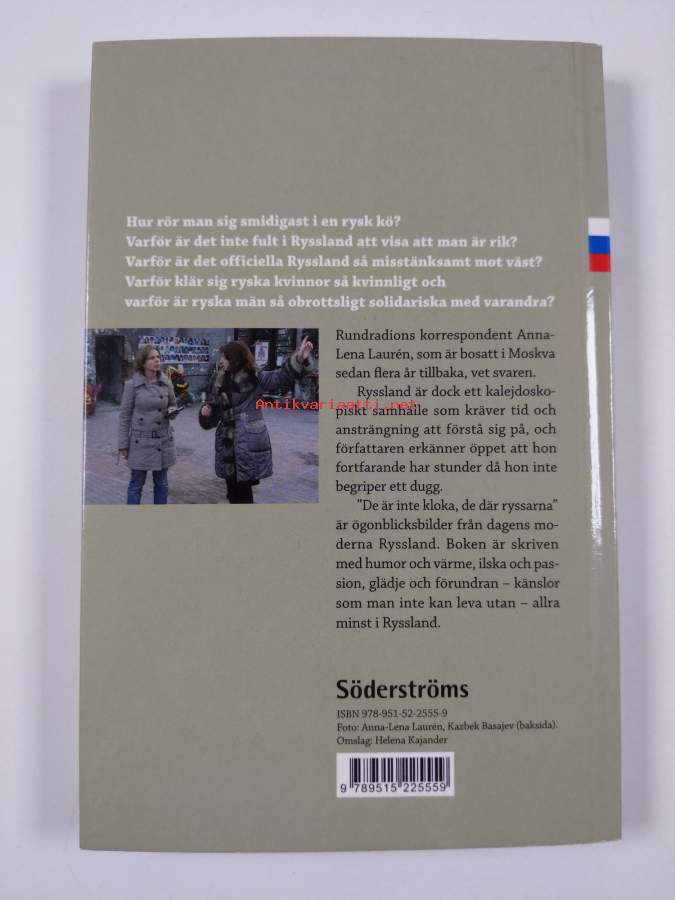 Hur rör man sig smidigast i en rysk kö?
Varför är det inte fult i Ryssland att visa att man är rik?
Varför är det officiella Ryssland så misstänksamt mot väst?
Varför klär sig ryska kvinnor så kvinnligt och
varför är ryska män så obrottsligt solidariska med varandra?
Rundradions korrespondent Anna-
Lena Laurén, som är bosatt i Moskva
sedan flera år tillbaka, vet svaren.
Ryssland är dock ett kalejdosko-
piskt samhälle som kräver tid och
ansträngning att förstå sig på, och
författaren erkänner öppet att hon
fortfarande har stunder då hon inte
begriper ett dugg.
"De är inte kloka, de där ryssarna"
är ögonblicksbilder från dagens mo-
derna Ryssland. Boken är skriven
med humor och värme, ilska och pas-
sion, glädje och förundran – känslor
som man inte kan leva utan – allra
minst i Ryssland.
Antikvariaatti.net
Söderströms
ISBN 978-951-52-2555-9
Foto: Anna-Lena Laurén, Kazbek Basajev (baksida).
Omslag: Helena Kajander
9 789515 225559